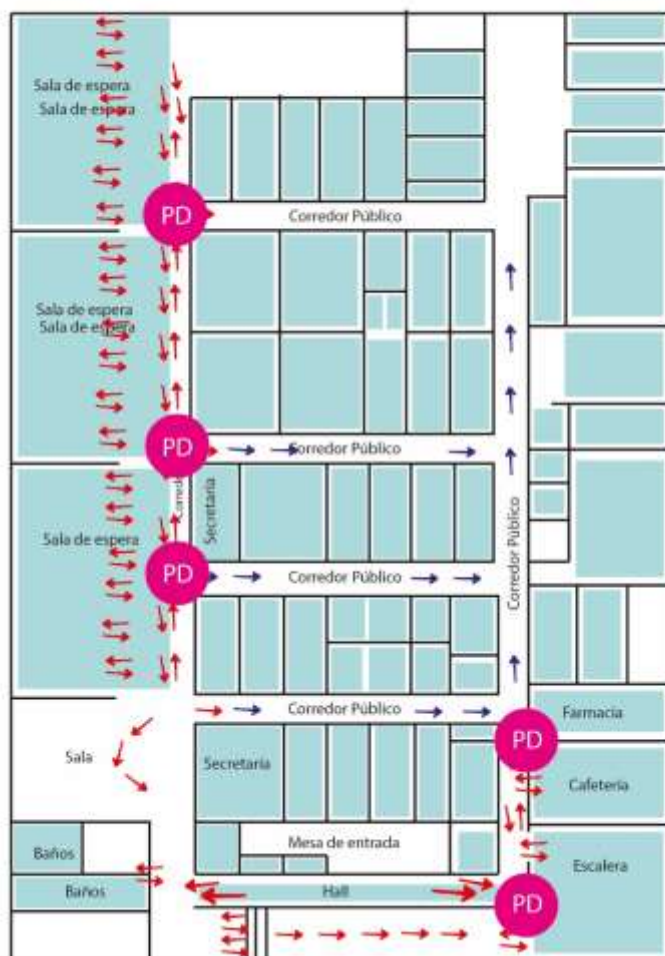 Sala de espera
Sala de espera
PD
Corredor Público
Sala de espera
Sala de espera
PD
Corredor Público
Secretaría
Sala de espera
PD
Corredor Público
Corredor Público
Corredor Público
Farmacia
PD
Sala
Secretaría
Cafetería
Mesa de entrada
Baños
Escalera
Baños
Hall
PD